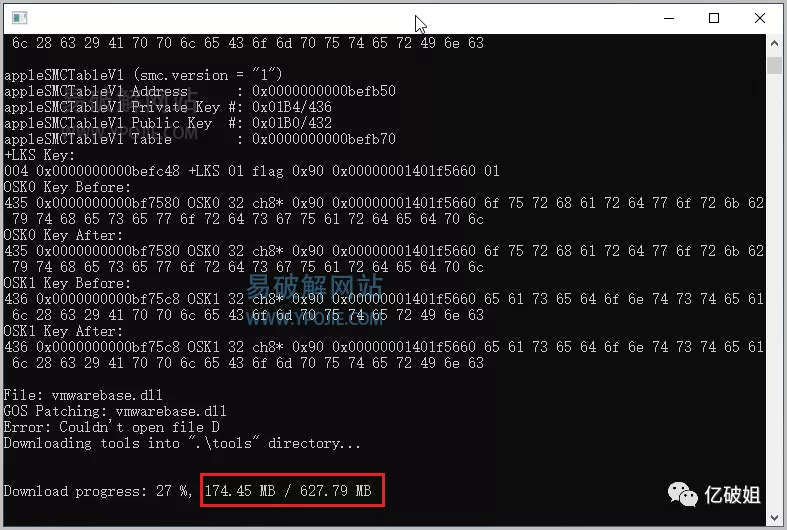 6c 28 63 29 41 70 70 6c 65 43 6f 6d 70 75 74 65 72 49 6e 63
appleSMCTableV1 (smc.version = "1")
appleSMCTableV1 Address : 0x0000000000befb50
appleSMCTableV1 Private Key #: 0x01B4/436
appleSMCTableV1 Public Key #: 0x01B0/432
appleSMCTableV1 Table : 0x0000000000befb70
+LKS Key:
004 0x0000000000befc48 +LKS 01 flag 0x90 0x00000001401f5660 01
OSK0 Key Before:
435 0x0000000000bf7580 OSK0 32 ch8* 0x90 0x00000001401f5660 6f 75 72 68 61 72 64 77 6f 72 6b 62
79 74 68 65 73 65 77 6f 72 64 73 67 75 61 72 64 65 64 70 6c
OSK0 Key After:
435 0x0000000000bf7580 OSK0 32 ch8* 0x90 0x00000001401f5660 6f 75 72 68 61 72 64 77 6f 72 6b 62
79 74 68 65 73 65 77 6f 72 64 73 67 75 61 72 64 65 64 70 6c
OSK1 Key Before:
436 0x0000000000bf75c8 OSK1 32 ch8* 0x90 0x00000001401f5660 65 61 73 65 64 6f 6e 74 73 74 65 61
6c 28 63 29 41 70 70 6c 65 43 6f 6d 70 75 74 65 72 49 6e 63
OSK1 Key After:
436 0x0000000000bf75c8 OSK1 32 ch8* 0x90 0x00000001401f5660 65 61 73 65 64 6f 6e 74 73 74 65 61
6c 28 63 29 41 70 70 6c 65 43 6f 6d 70 75 74 65 72 49 6e 63
易破解网站
WWW.YPOJIE.COM
File: vmwarebase.dll
GOS Patching: vmwarebase.dll
Error: Couldn't open file D
Downloading tools into ".\tools" directory...
Download progress: 27 %, 174.45 MB / 627.79 MB
亿破姐